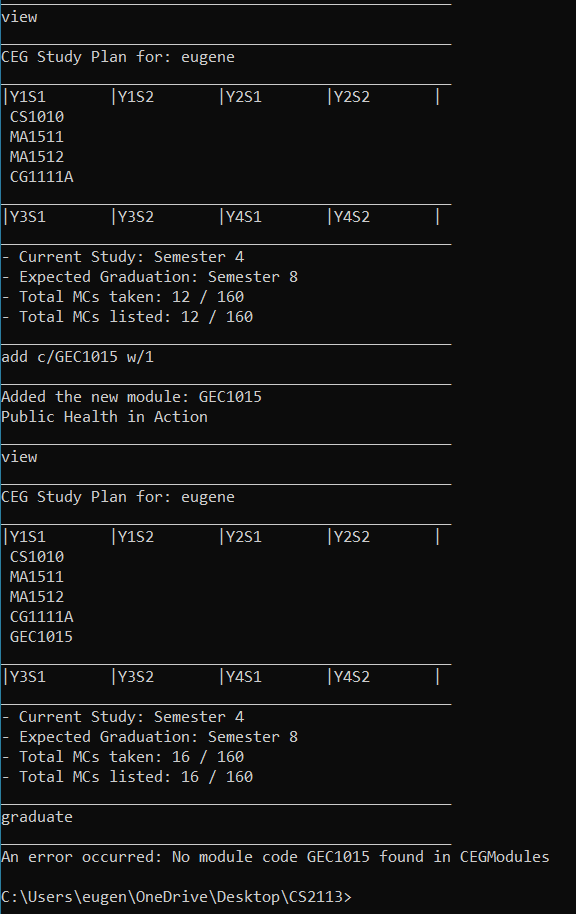 view
CEG Study Plan for: eugene
|Y1S1 |Y1S2 |Y2S1 |Y2S2 |
CS1010
MA1511
MA1512
CG1111A
|Y3S1 |Y3S2 |Y4S1 |Y4S2 |
- Current Study: Semester 4
- Expected Graduation: Semester 8
- Total MCs taken: 12 / 160
- Total MCs listed: 12 / 160
add c/GEC1015 w/1
Added the new module: GEC1015
Public Health in Action
view
CEG Study Plan for: eugene
|Y1S1 |Y1S2 |Y2S1 |Y2S2 |
CS1010
MA1511
MA1512
CG1111A
GEC1015
|Y3S1 |Y3S2 |Y4S1 |Y4S2 |
- Current Study: Semester 4
- Expected Graduation: Semester 8
- Total MCs taken: 16 / 160
- Total MCs listed: 16 / 160
graduate
An error occurred: No module code GEC1015 found in CEGModules
C:\Users\eugen\OneDrive\Desktop\CS2113>